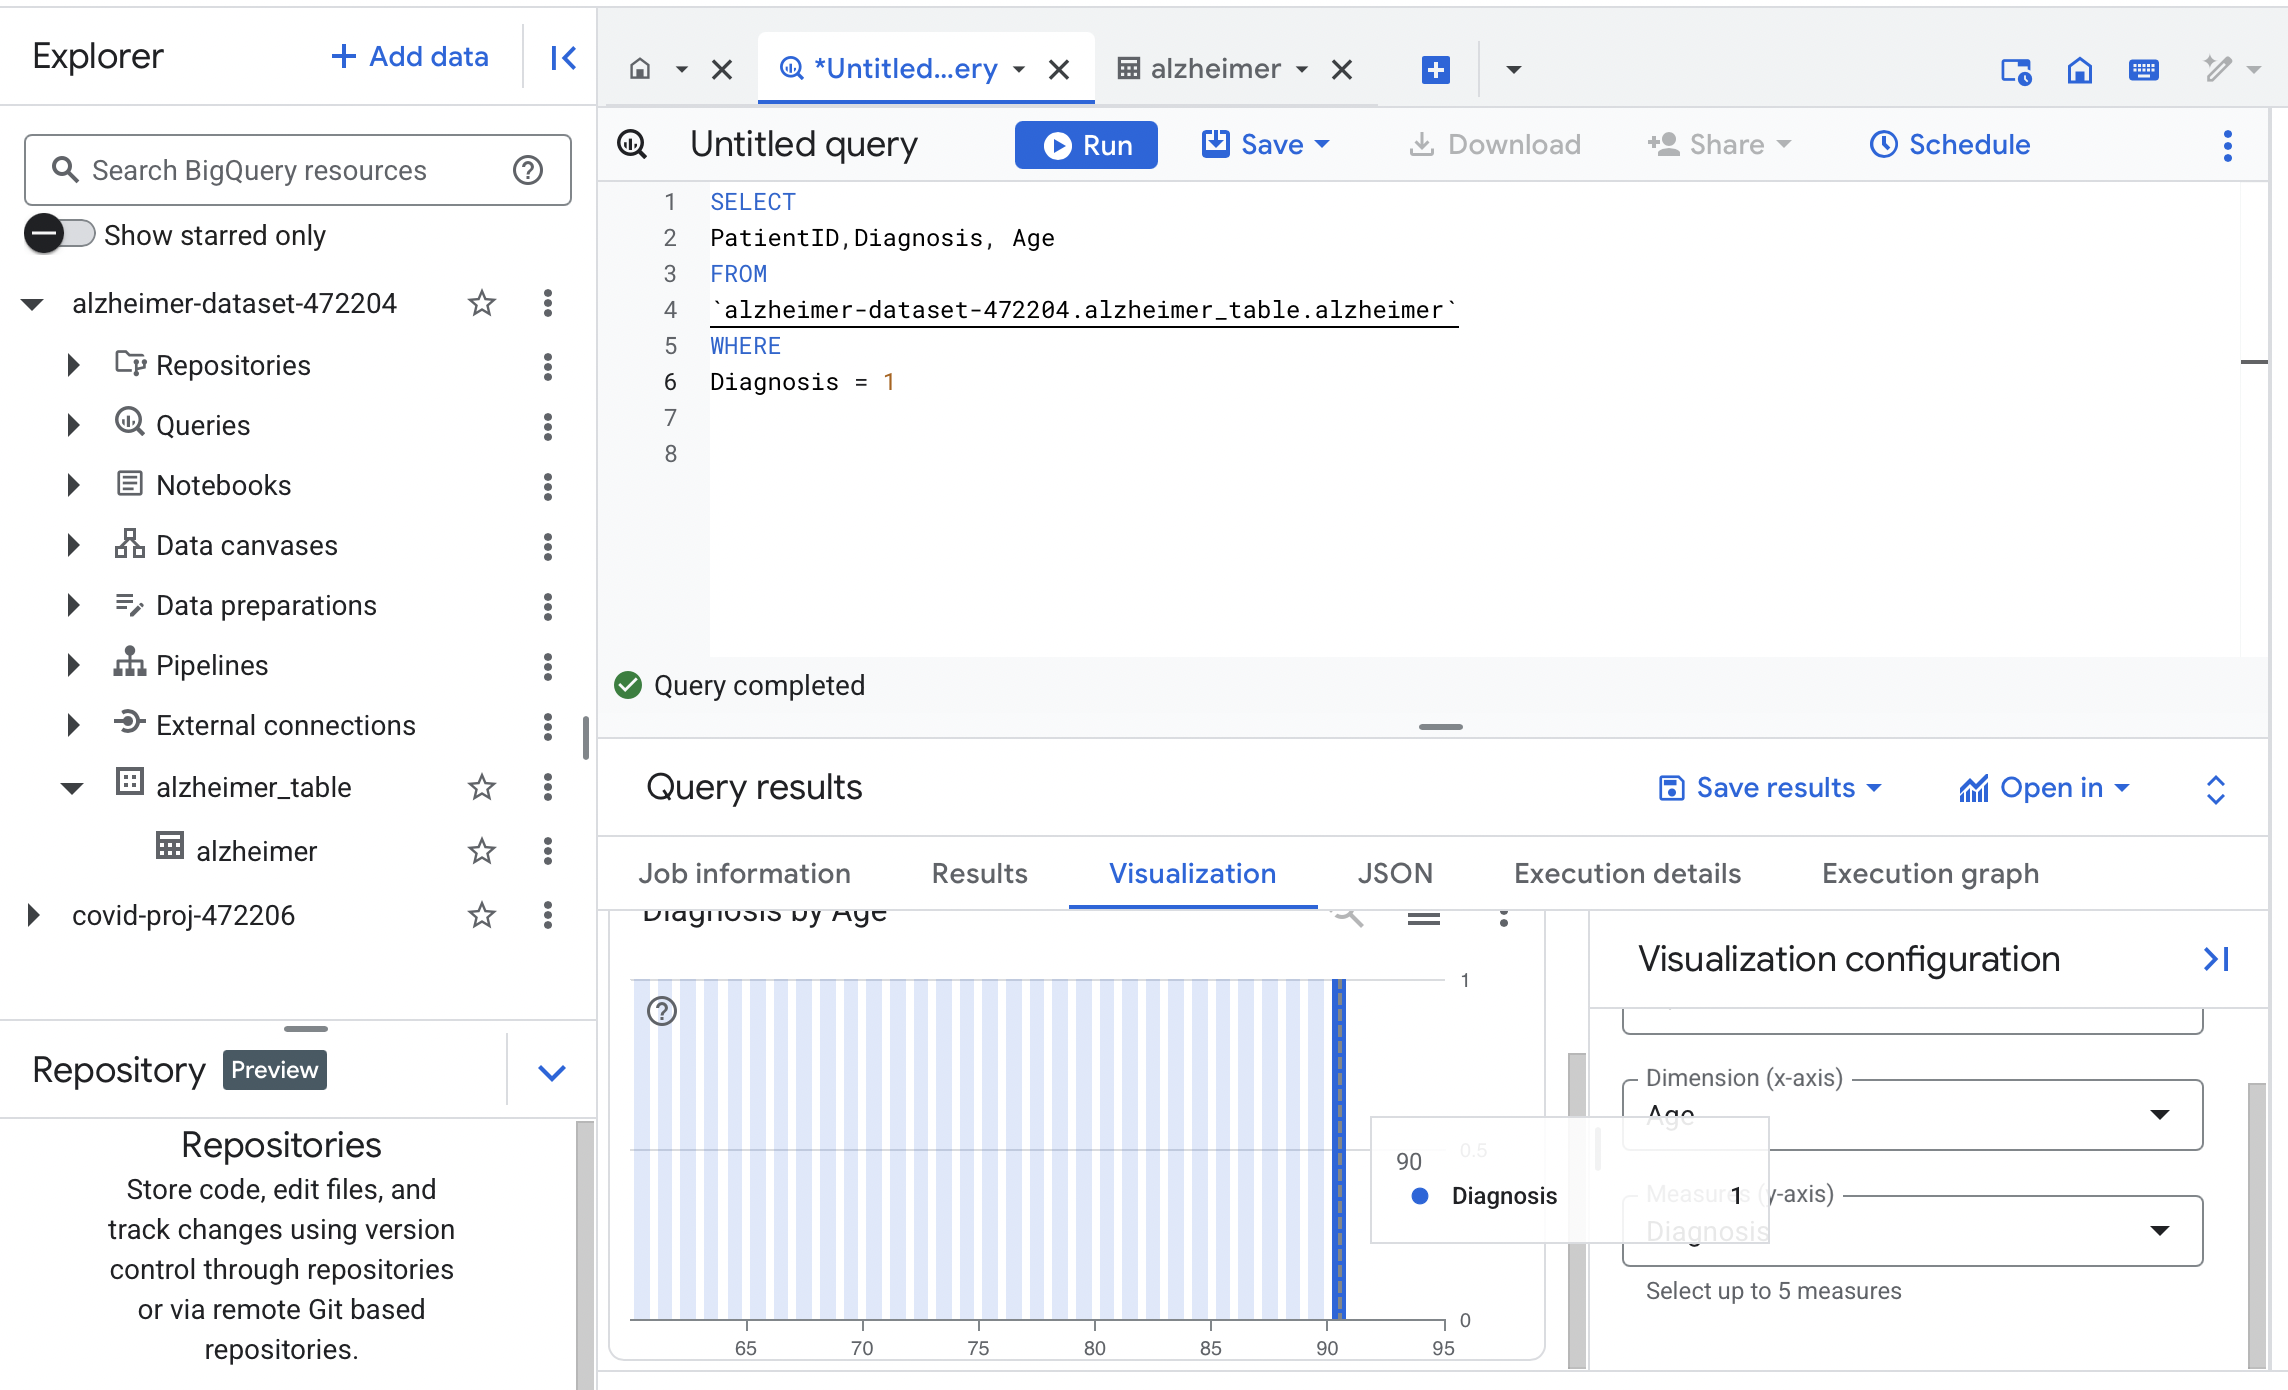 Explorer
Add data
Search BigQuery resources
Show starred only
alzheimer-dataset-472204
Repositories
Queries
Notebooks
Data canvases
Data preparations
Pipelines
External connections
alzheimer_table
alzheimer
covid-proj-472206
Repository Preview
Repositories
Store code, edit files, and
track changes using version
control through repositories
or via remote Git based
repositories.
*Untitled...ery
alzheimer
Untitled query
Run
Save
Download
Share
Schedule
1 SELECT
2 PatientID,Diagnosis, Age
3 FROM
4 `alzheimer-dataset-472204.alzheimer_table.alzheimer`
5 WHERE
6 Diagnosis = 1
7
8
Query completed
Query results
Save results
Open in
Job information
Results
Visualization
JSON
Execution details
Execution graph
Diagnosis by Age
1
0.5
0
65 70 75 80 85 90 95
90
Diagnosis 1
Visualization configuration
Dimension (x-axis)
Age
Measures (y-axis)
Diagnosis
Select up to 5 measures